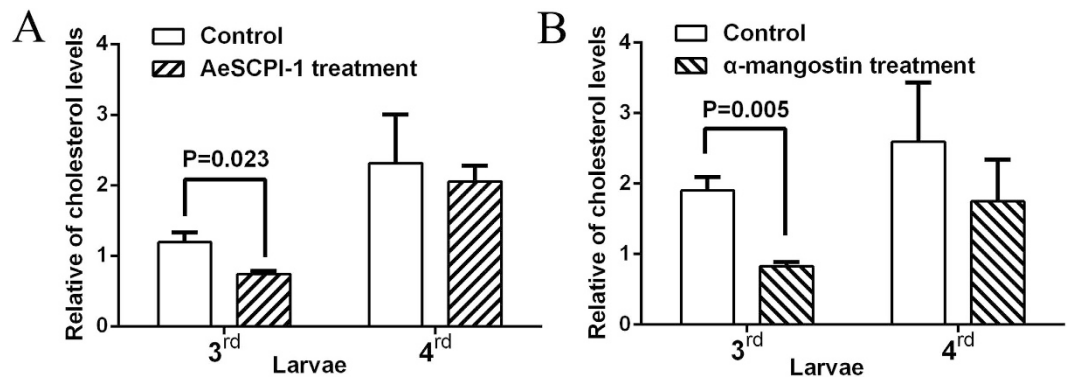 A
Control
AeSCPI-1 treatment
Relative of cholesterol levels
4
3
2
1
0
P=0.023
3rd
4rd
Larvae
B
Control
α-mangostin treatment
Relative of cholesterol levels
4
3
2
1
0
P=0.005
3rd
4rd
Larvae